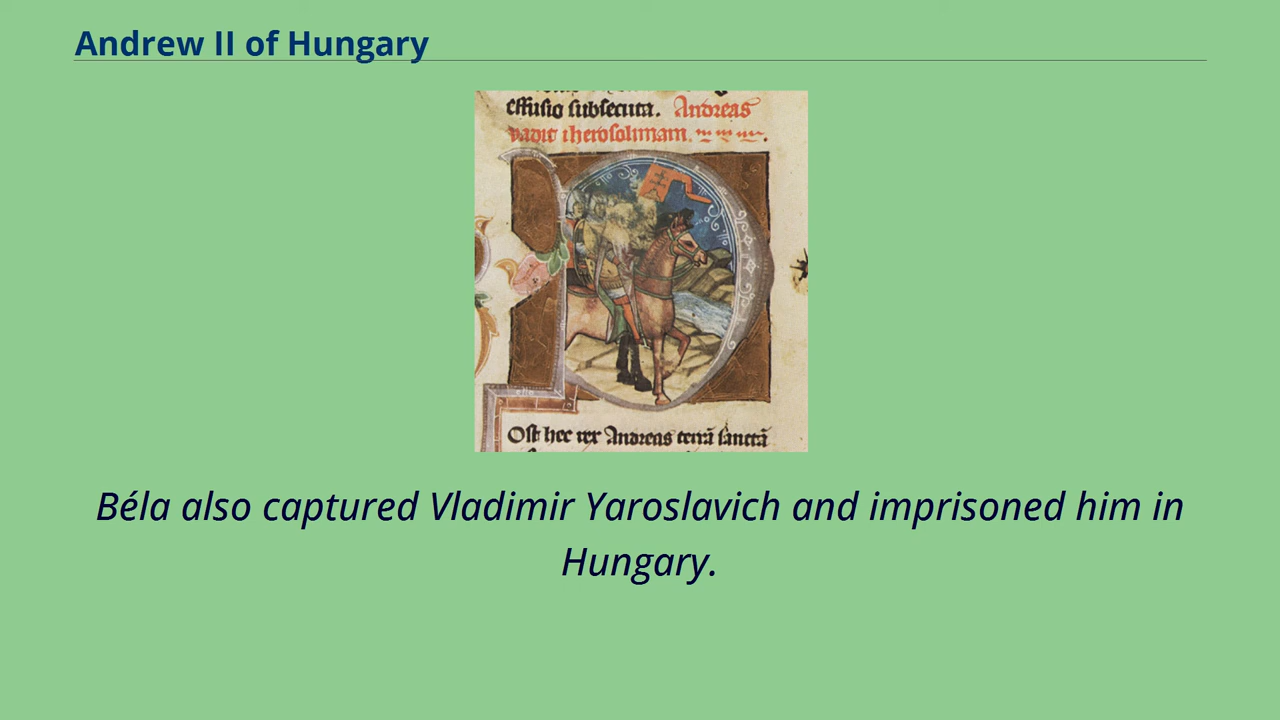 Andrew II of Hungary
effusio subsecuta. Andreas
vadit iherosolimam.
Ost hec rex Andreas terrā sanctā
Béla also captured Vladimir Yaroslavich and imprisoned him in
Hungary.